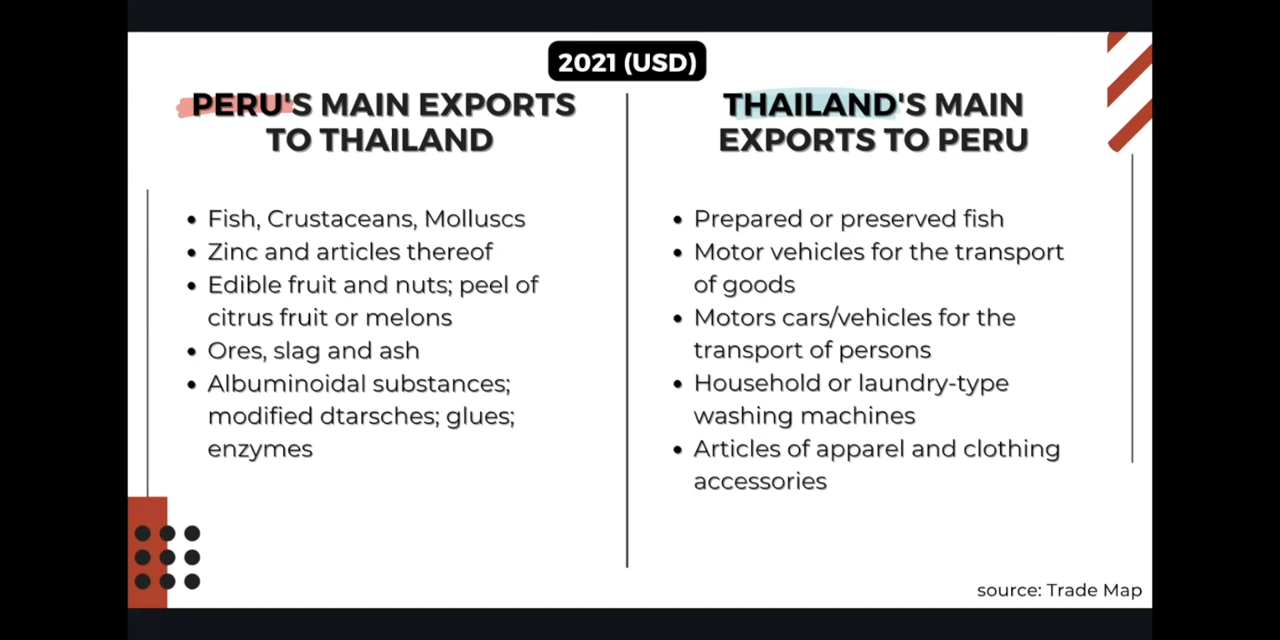 2021 (USD)
PERU'S MAIN EXPORTS
TO THAILAND
• Fish, Crustaceans, Molluscs
• Zinc and articles thereof
• Edible fruit and nuts; peel of
citrus fruit or melons
• Ores, slag and ash
• Albuminoidal substances;
modified dtarsches; glues;
enzymes
THAILAND'S MAIN
EXPORTS TO PERU
• Prepared or preserved fish
• Motor vehicles for the transport
of goods
• Motors cars/vehicles for the
transport of persons
• Household or laundry-type
washing machines
• Articles of apparel and clothing
accessories
source: Trade Map